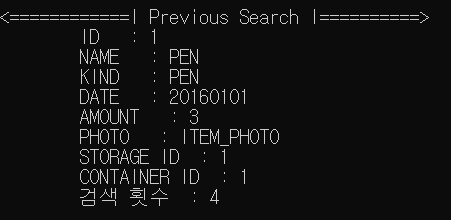 <============| Previous Search |==========>
ID : 1
NAME : PEN
KIND : PEN
DATE : 20160101
AMOUNT : 3
PHOTO : ITEM_PHOTO
STORAGE ID : 1
CONTAINER ID : 1
검색 횟수 : 4